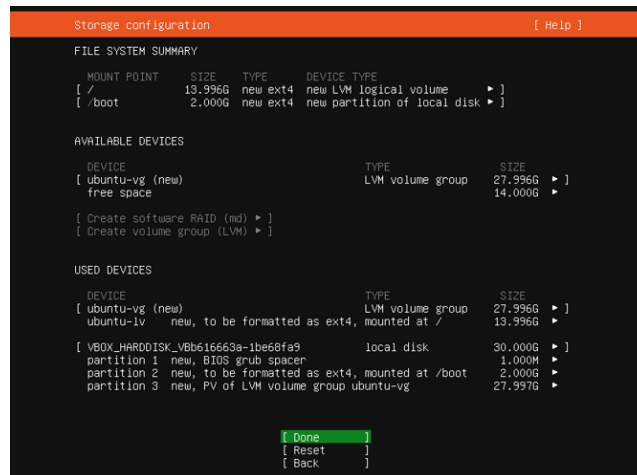 Storage configuration [ Help ]
FILE SYSTEM SUMMARY
MOUNT POINT SIZE TYPE DEVICE TYPE
[ / 13.996G new ext4 new LVM logical volume ▸ ]
[ /boot 2.000G new ext4 new partition of local disk ▸ ]
AVAILABLE DEVICES
DEVICE TYPE SIZE
[ ubuntu-vg (new) LVM volume group 27.996G ▸ ]
free space 14.000G ▸
[ Create software RAID (md) ▸ ]
[ Create volume group (LVM) ▸ ]
USED DEVICES
DEVICE TYPE SIZE
[ ubuntu-vg (new) LVM volume group 27.996G ▸ ]
ubuntu-lv new, to be formatted as ext4, mounted at / 13.996G ▸
[ VBOX_HARDDISK_VBb616663a-1be68fa9 local disk 30.000G ▸ ]
partition 1 new, BIOS grub spacer 1.000M ▸
partition 2 new, to be formatted as ext4, mounted at /boot 2.000G ▸
partition 3 new, PV of LVM volume group ubuntu-vg 27.997G ▸
[ Done ]
[ Reset ]
[ Back ]